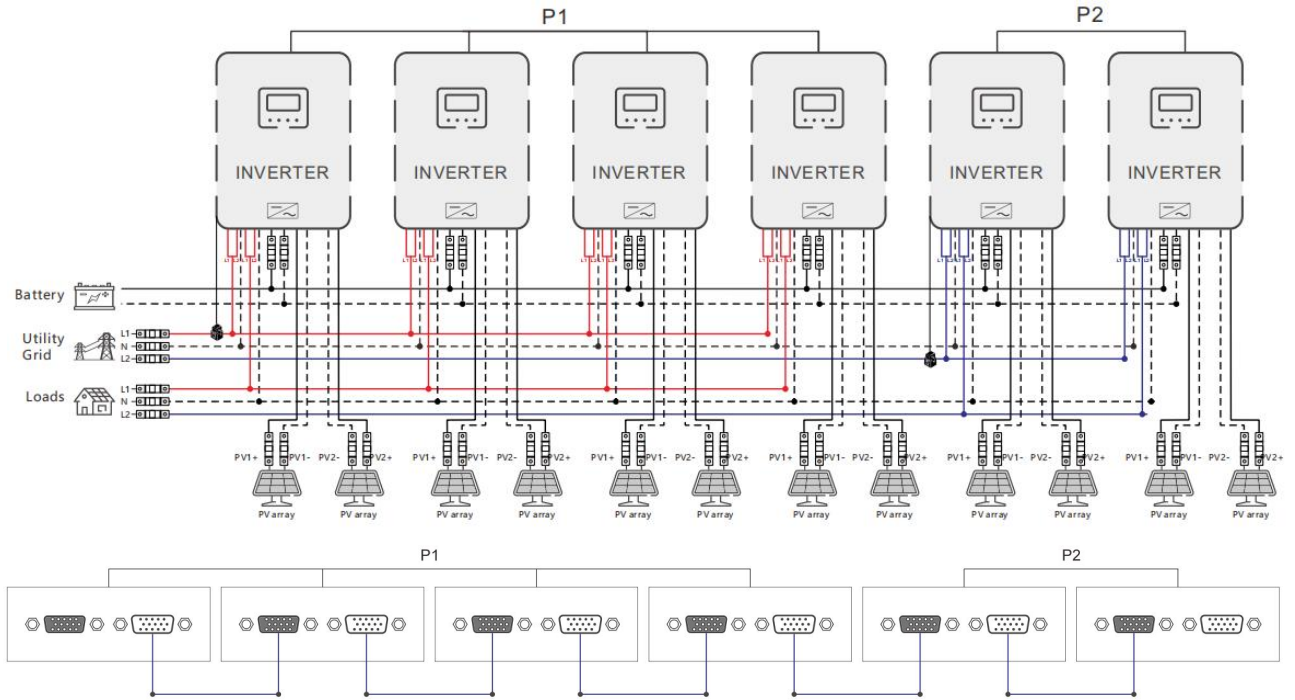 P1 P2
INVERTER INVERTER INVERTER INVERTER INVERTER INVERTER
Battery
Utility
Grid
L1
N
L2
Loads
L1
N
L2
PV1+ PV1- PV2- PV2+ PV1+ PV1- PV2- PV2+ PV1+ PV1- PV2- PV2+ PV1+ PV1- PV2- PV2+ PV1+ PV1- PV2- PV2+ PV1+ PV1- PV2- PV2+
PV array PV array PV array PV array PV array PV array PV array PV array PV array PV array PV array PV array
P1 P2